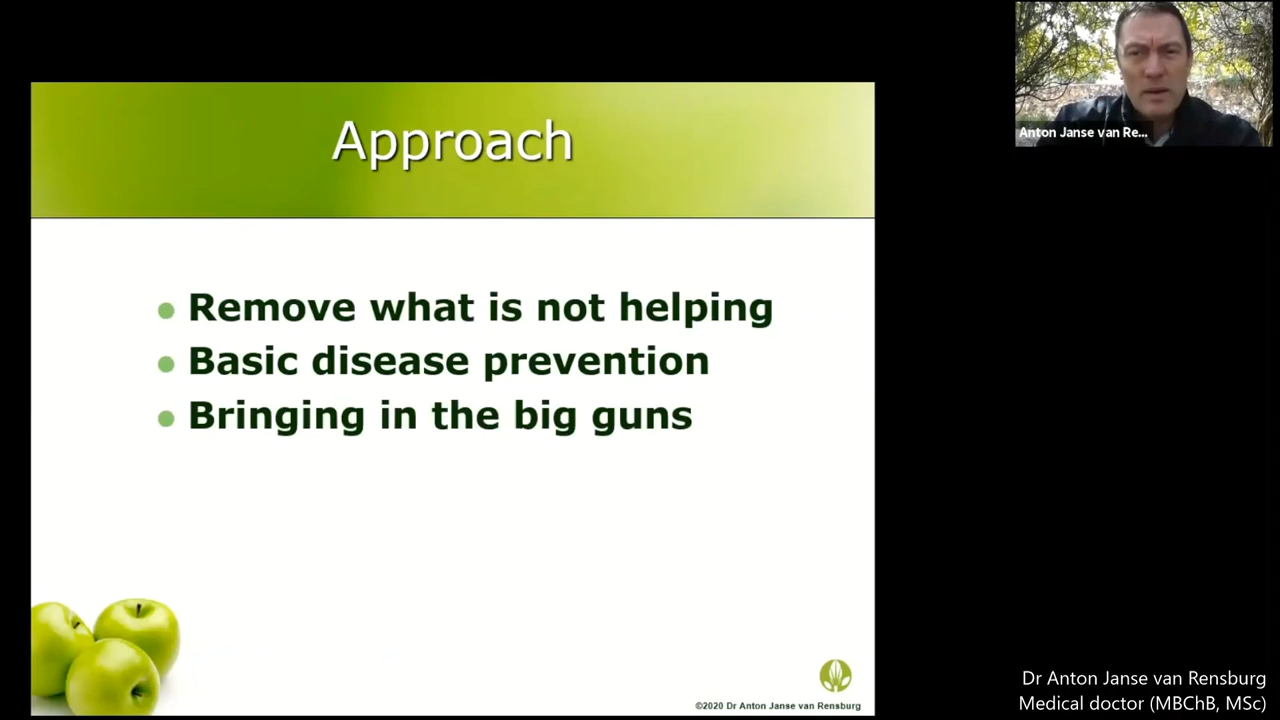 Approach
Remove what is not helping
Basic disease prevention
Bringing in the big guns
©2020 Dr Anton Janse van Rensburg
Anton Janse van Re...
Dr Anton Janse van Rensburg
Medical doctor (MBChB, MSc)